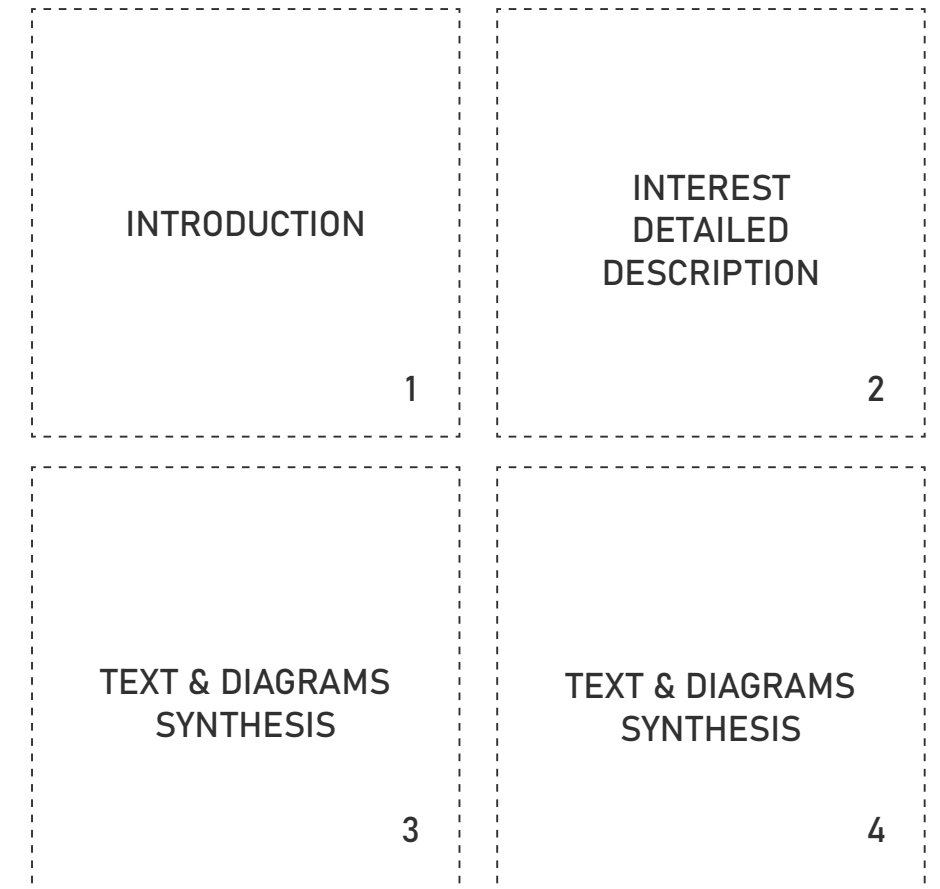 INTRODUCTION
1
INTEREST
DETAILED
DESCRIPTION
2
TEXT & DIAGRAMS
SYNTHESIS
3
TEXT & DIAGRAMS
SYNTHESIS
4